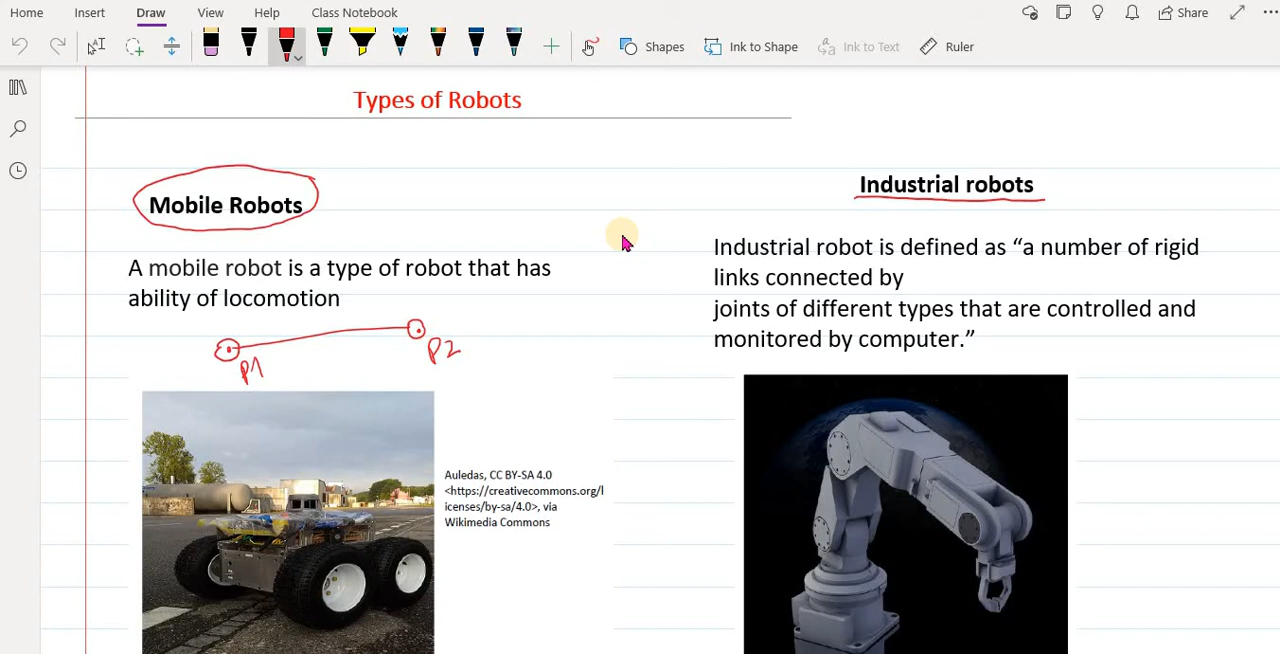 Home Insert Draw View Help Class Notebook Share
Shapes Ink to Shape Ink to Text Ruler
Types of Robots
Mobile Robots
A mobile robot is a type of robot that has
ability of locomotion
P1
P2
Auledas, CC BY-SA 4.0
<https://creativecommons.org/l
icenses/by-sa/4.0>, via
Wikimedia Commons
Industrial robots
Industrial robot is defined as “a number of rigid
links connected by
joints of different types that are controlled and
monitored by computer.”